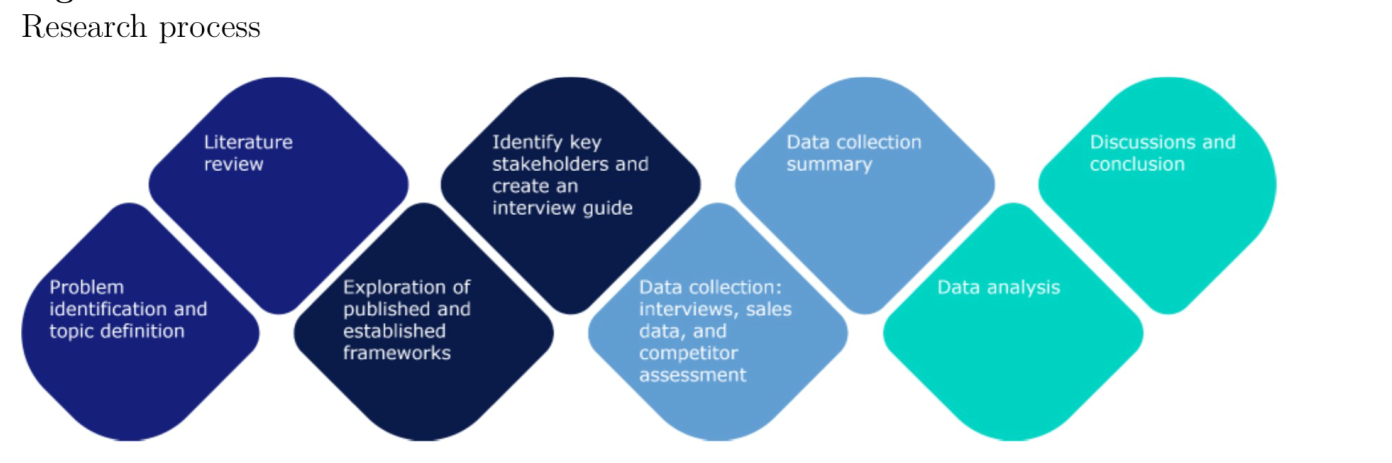 Research process
Problem
identification and
topic definition
Literature
review
Exploration of
published and
established
frameworks
Identify key
stakeholders and
create an
interview guide
Data collection:
interviews, sales
data, and
competitor
assessment
Data collection
summary
Data analysis
Discussions and
conclusion